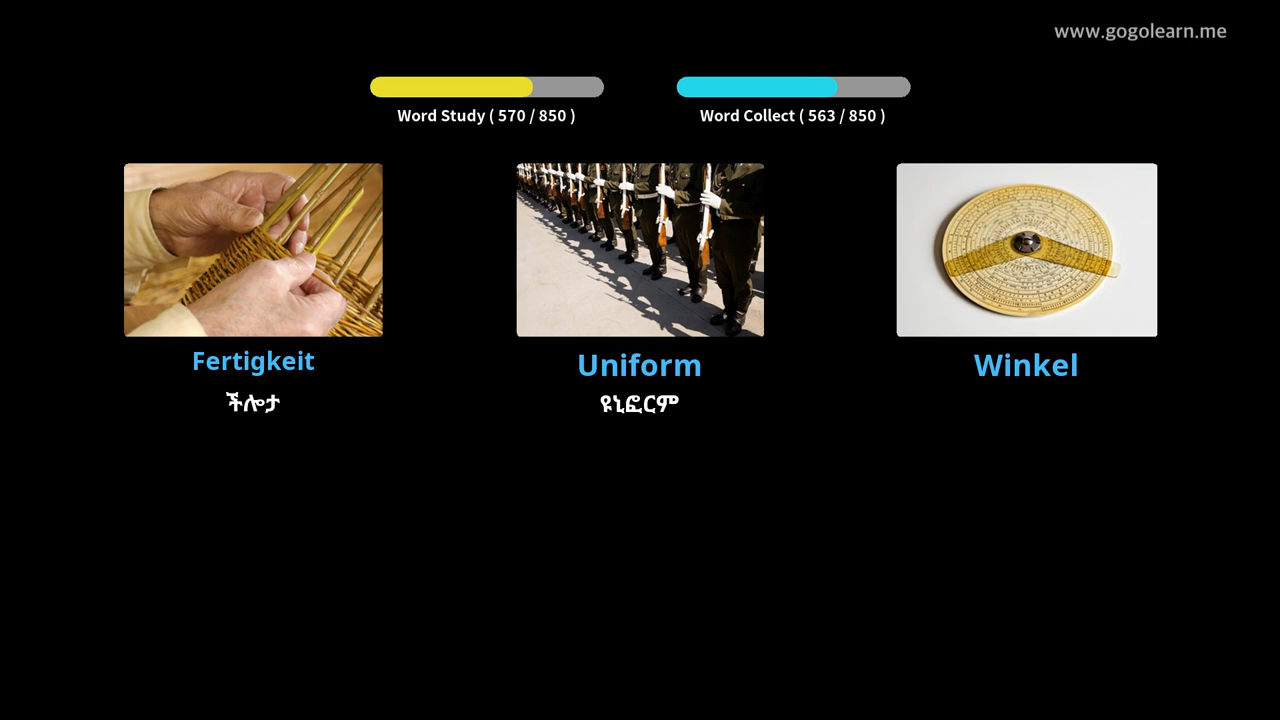 www.gogolearn.me
Word Study ( 570 / 850 )
Word Collect ( 563 / 850 )
Fertigkeit
ችሎታ
Uniform
ዩኒፎርም
Winkel